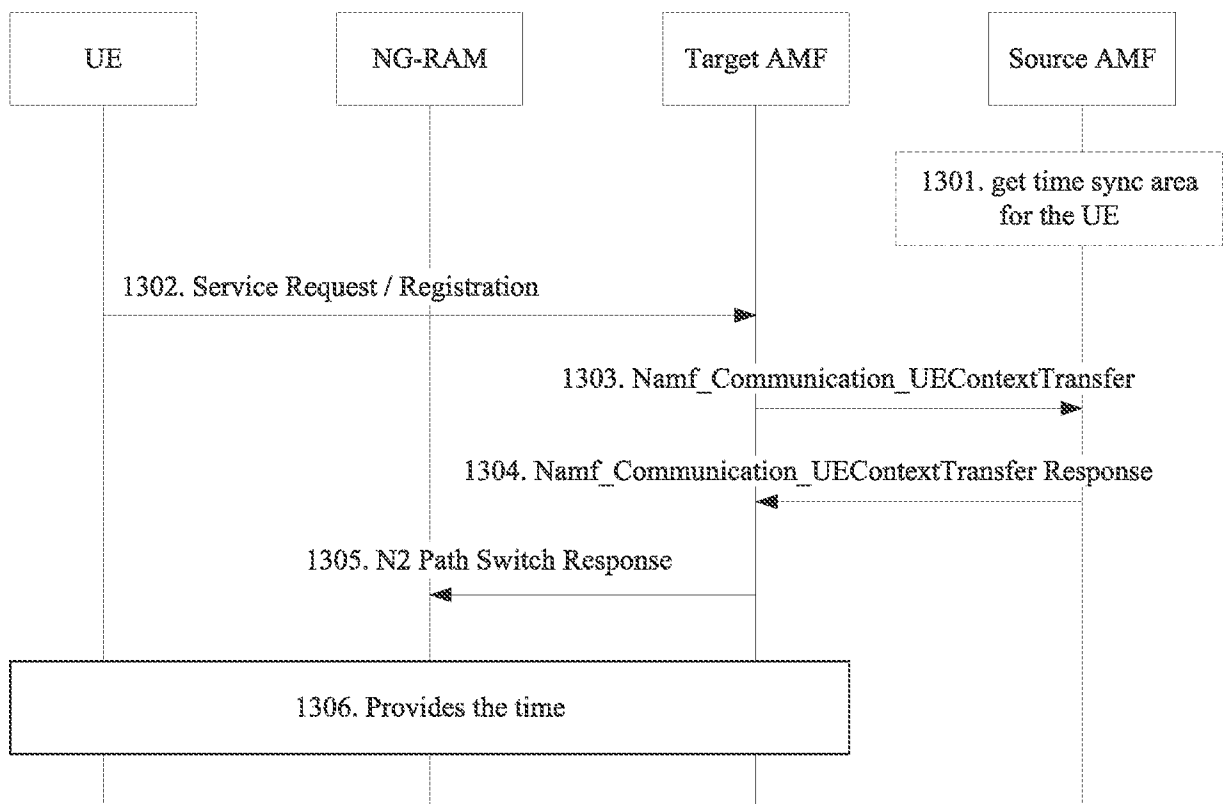 UE
NG-RAM
Target AMF
Source AMF
1301. get time sync area
for the UE
1302. Service Request / Registration
1303. Namf_Communication_UEContextTransfer
1304. Namf_Communication_UEContextTransfer Response
1305. N2 Path Switch Response
1306. Provides the time